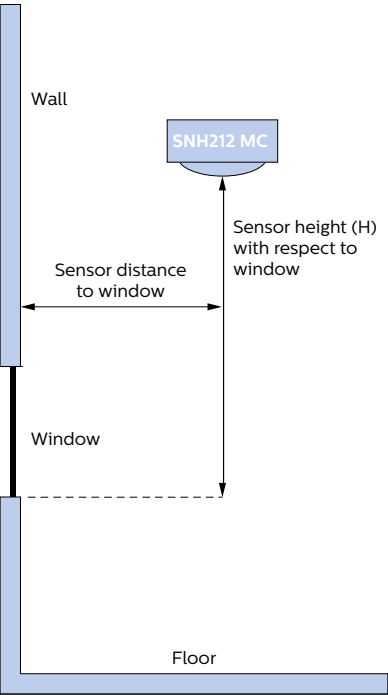 Wall
SNH212 MC
Sensor height (H)
with respect to
window
Sensor distance
to window
Window
Floor